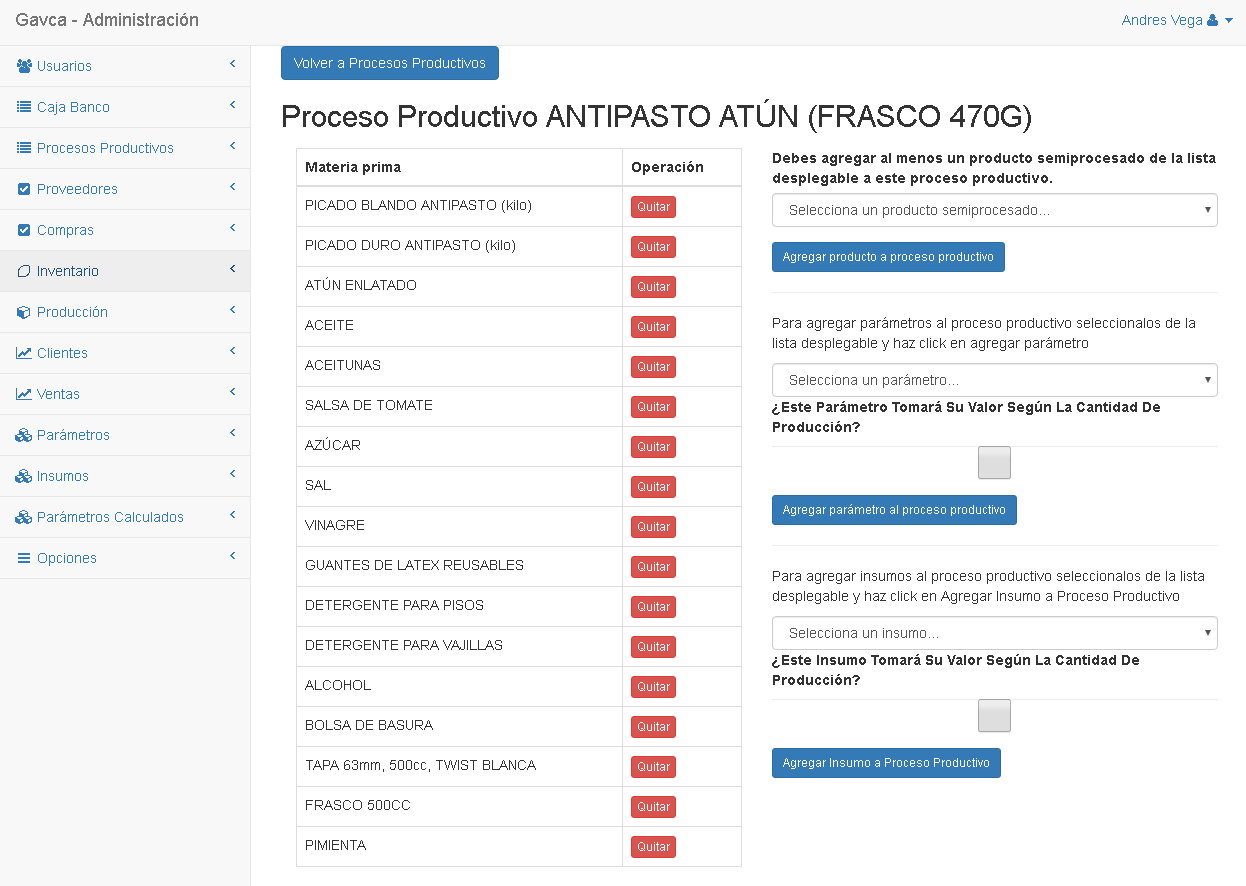 Gavca - Administración
Andres Vega
Usuarios
Caja Banco
Procesos Productivos
Proveedores
Compras
Inventario
Producción
Clientes
Ventas
Parámetros
Insumos
Parámetros Calculados
Opciones
Volver a Procesos Productivos
Proceso Productivo ANTIPASTO ATÚN (FRASCO 470G)
Materia prima Operación
PICADO BLANDO ANTIPASTO (kilo) Quitar
PICADO DURO ANTIPASTO (kilo) Quitar
ATÚN ENLATADO Quitar
ACEITE Quitar
ACEITUNAS Quitar
SALSA DE TOMATE Quitar
AZÚCAR Quitar
SAL Quitar
VINAGRE Quitar
GUANTES DE LATEX REUSABLES Quitar
DETERGENTE PARA PISOS Quitar
DETERGENTE PARA VAJILLAS Quitar
ALCOHOL Quitar
BOLSA DE BASURA Quitar
TAPA 63mm, 500cc, TWIST BLANCA Quitar
FRASCO 500CC Quitar
PIMIENTA Quitar
Debes agregar al menos un producto semiprocesado de la lista
desplegable a este proceso productivo.
Selecciona un producto semiprocesado...
Agregar producto a proceso productivo
Para agregar parámetros al proceso productivo seleccionalos de la
lista desplegable y haz click en agregar parámetro
Selecciona un parámetro...
¿Este Parámetro Tomará Su Valor Según La Cantidad De
Producción?
Agregar parámetro al proceso productivo
Para agregar insumos al proceso productivo seleccionalos de la lista
desplegable y haz click en Agregar Insumo a Proceso Productivo
Selecciona un insumo...
¿Este Insumo Tomará Su Valor Según La Cantidad De
Producción?
Agregar Insumo a Proceso Productivo